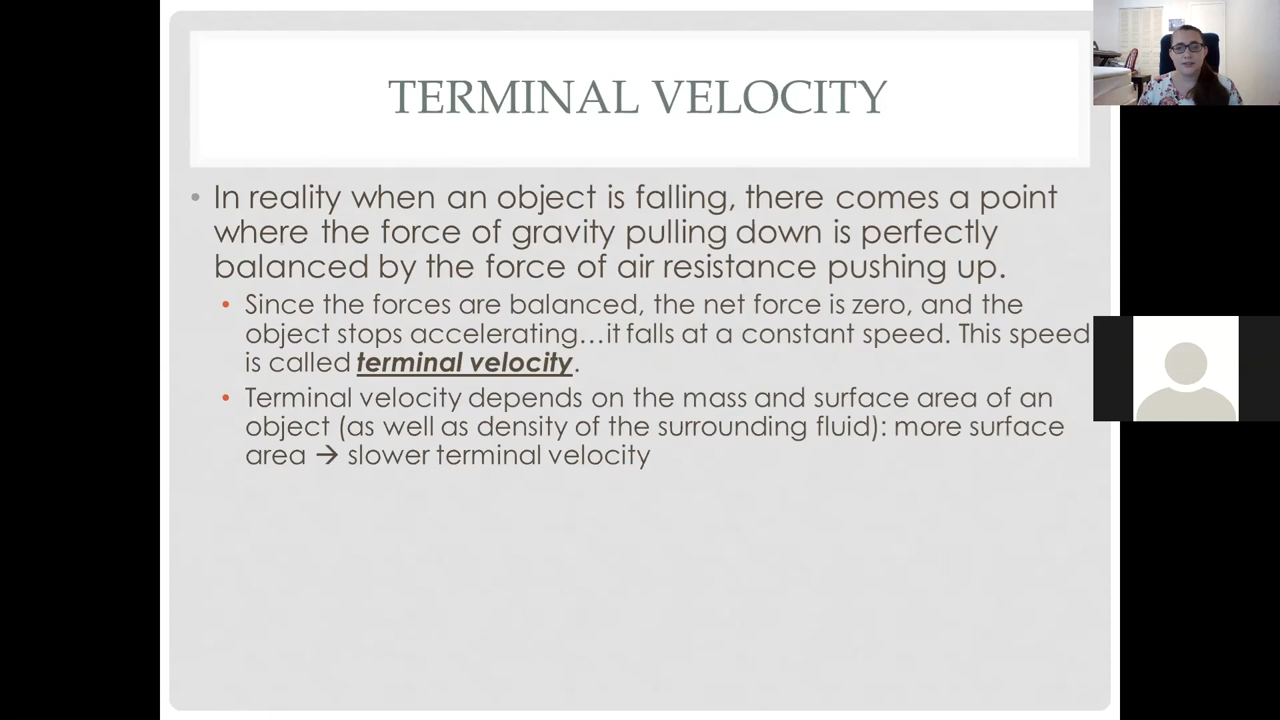 TERMINAL VELOCITY
• In reality when an object is falling, there comes a point
where the force of gravity pulling down is perfectly
balanced by the force of air resistance pushing up.
• Since the forces are balanced, the net force is zero, and the
object stops accelerating…it falls at a constant speed. This speed
is called terminal velocity.
• Terminal velocity depends on the mass and surface area of an
object (as well as density of the surrounding fluid): more surface
area → slower terminal velocity